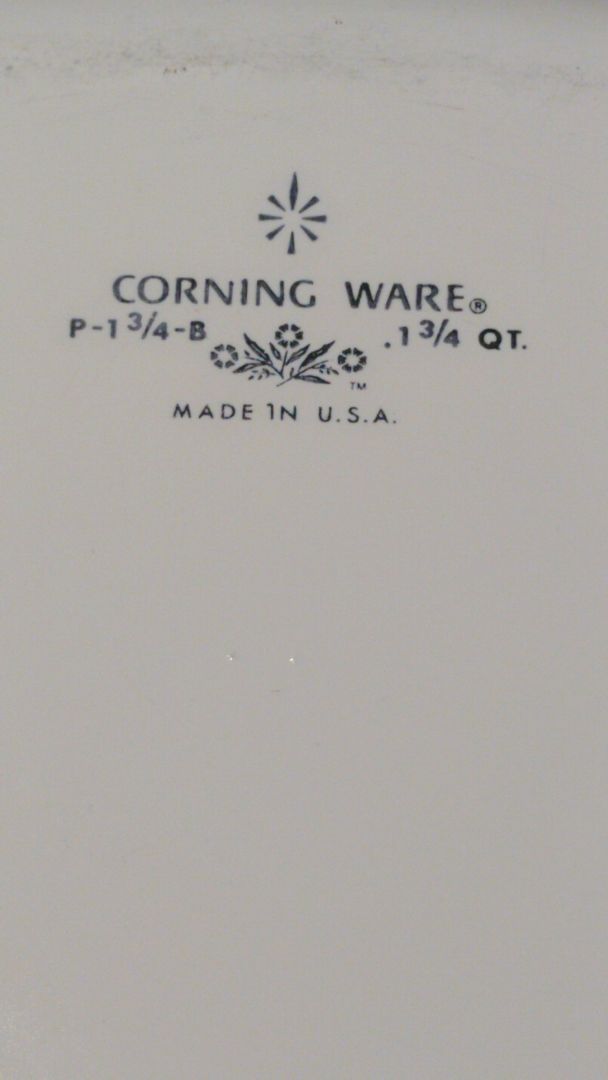 CORNING WARE®
P-1 3/4-B .1 3/4 QT.
TM
MADE IN U.S.A.